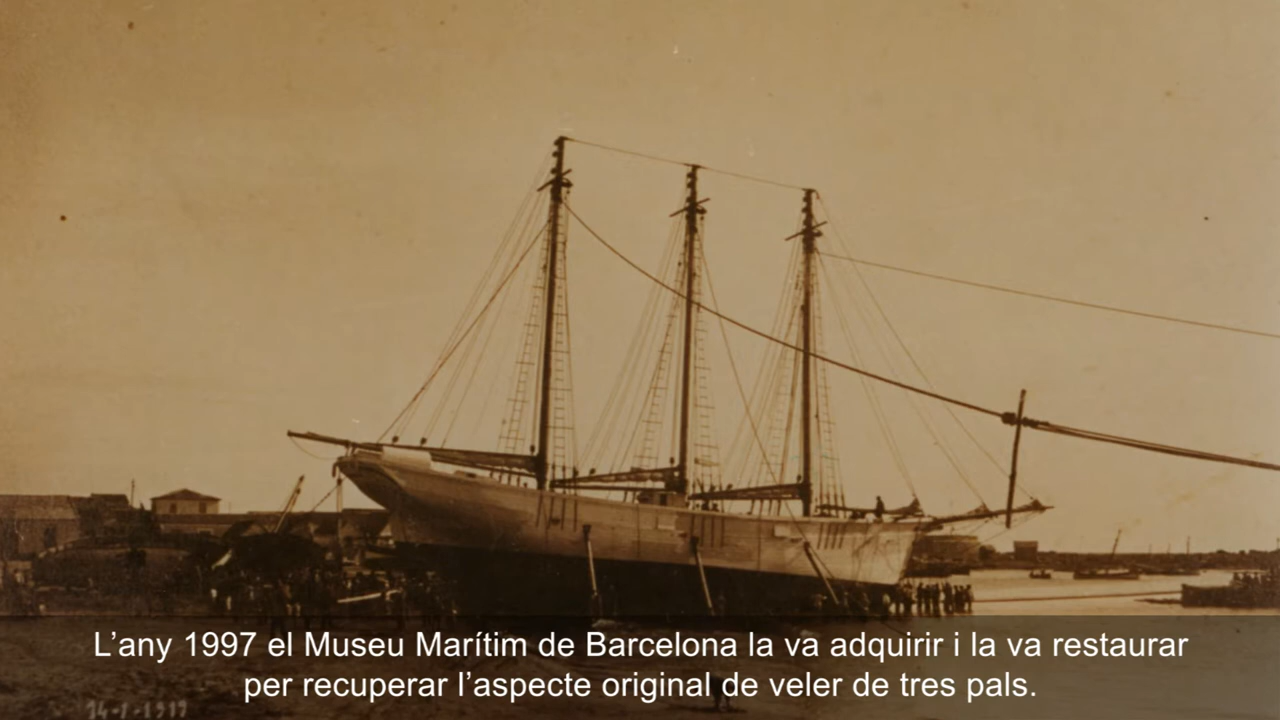 L’any 1997 el Museu Marítim de Barcelona la va adquirir i la va restaurar
per recuperar l’aspecte original de veler de tres pals.